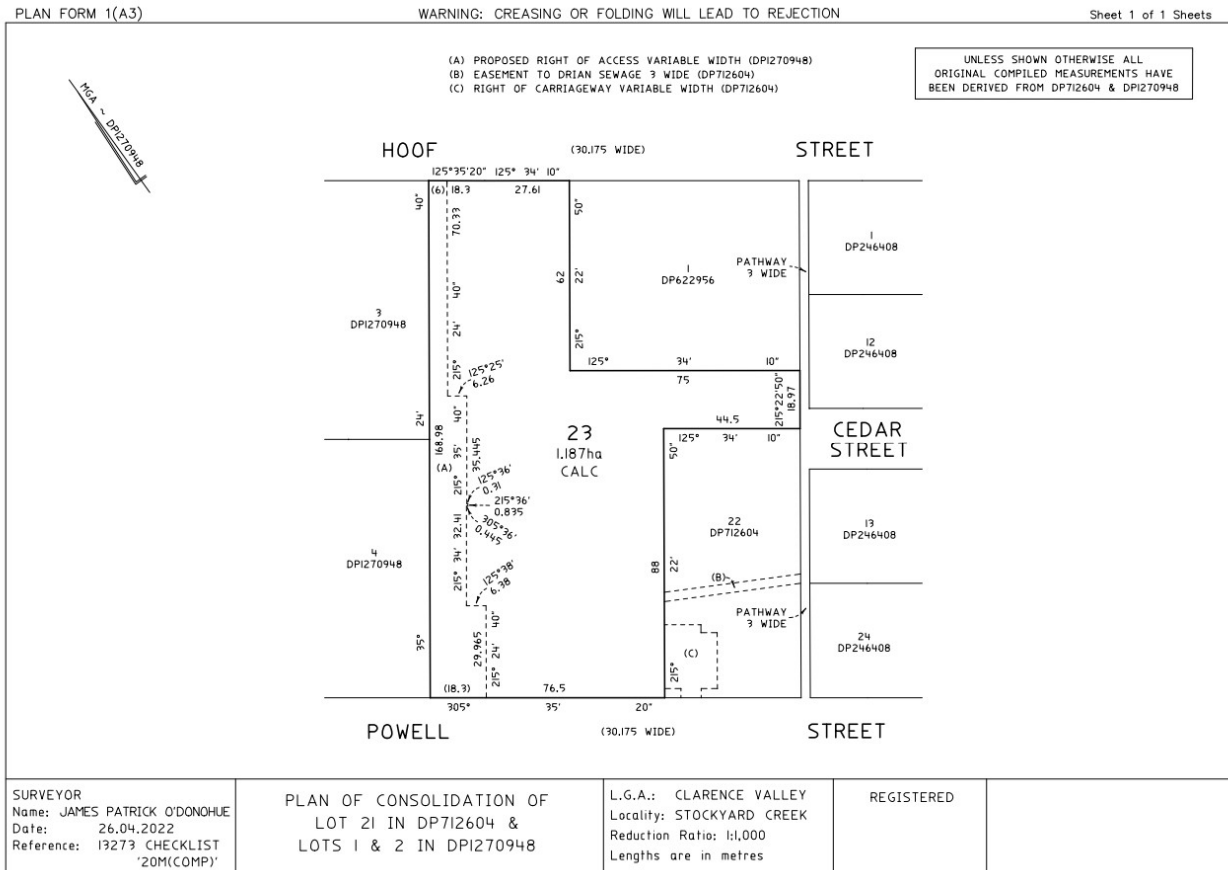 PLAN FORM 1(A3)
WARNING: CREASING OR FOLDING WILL LEAD TO REJECTION
Sheet 1 of 1 Sheets
(A) PROPOSED RIGHT OF ACCESS VARIABLE WIDTH (DP1270948)
(B) EASEMENT TO DRIAN SEWAGE 3 WIDE (DP712604)
(C) RIGHT OF CARRIAGEWAY VARIABLE WIDTH (DP712604)
UNLESS SHOWN OTHERWISE ALL
ORIGINAL COMPILED MEASUREMENTS HAVE
BEEN DERIVED FROM DP712604 & DP1270948
MGA ~ DP1270948
HOOF
(30.175 WIDE)
STREET
125°35'20" 125° 34' 10"
(6) 18.3 27.61
35° 24' 40"
168.98
(A)
215° 24' 40"
70.33
125°25'
6.26
215° 35' 40"
35.445
125°36'
0.31
215°36'
0.835
305°36'
0.445
215° 34'
32.41
125°38'
6.38
215° 24' 40"
29.965
215° 22' 50"
62
1
DP622956
PATHWAY
3 WIDE
1
DP246408
12
DP246408
3
DP1270948
125° 34' 10"
75
215°22'50"
18.97
44.5
125° 34' 10"
23
1.187ha
CALC
CEDAR
STREET
215° 22' 50"
88
22
DP712604
13
DP246408
4
DP1270948
(B)
PATHWAY
3 WIDE
24
DP246408
(C)
(18.3) 76.5
305° 35' 20"
POWELL
(30.175 WIDE)
STREET
SURVEYOR
Name: JAMES PATRICK O'DONOHUE
Date: 26.04.2022
Reference: 13273 CHECKLIST
'20M(COMP)'
PLAN OF CONSOLIDATION OF
LOT 21 IN DP712604 &
LOTS 1 & 2 IN DP1270948
L.G.A.: CLARENCE VALLEY
Locality: STOCKYARD CREEK
Reduction Ratio: 1:1,000
Lengths are in metres
REGISTERED